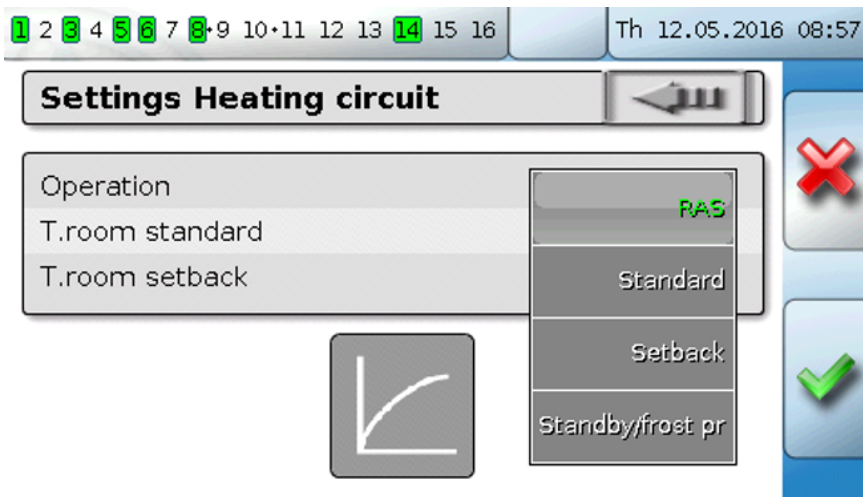 1 2 3 4 5 6 7 8•9 10•11 12 13 14 15 16 Th 12.05.2016 08:57
Settings Heating circuit
Operation
T.room standard
T.room setback
RAS
Standard
Setback
Standby/frost pr